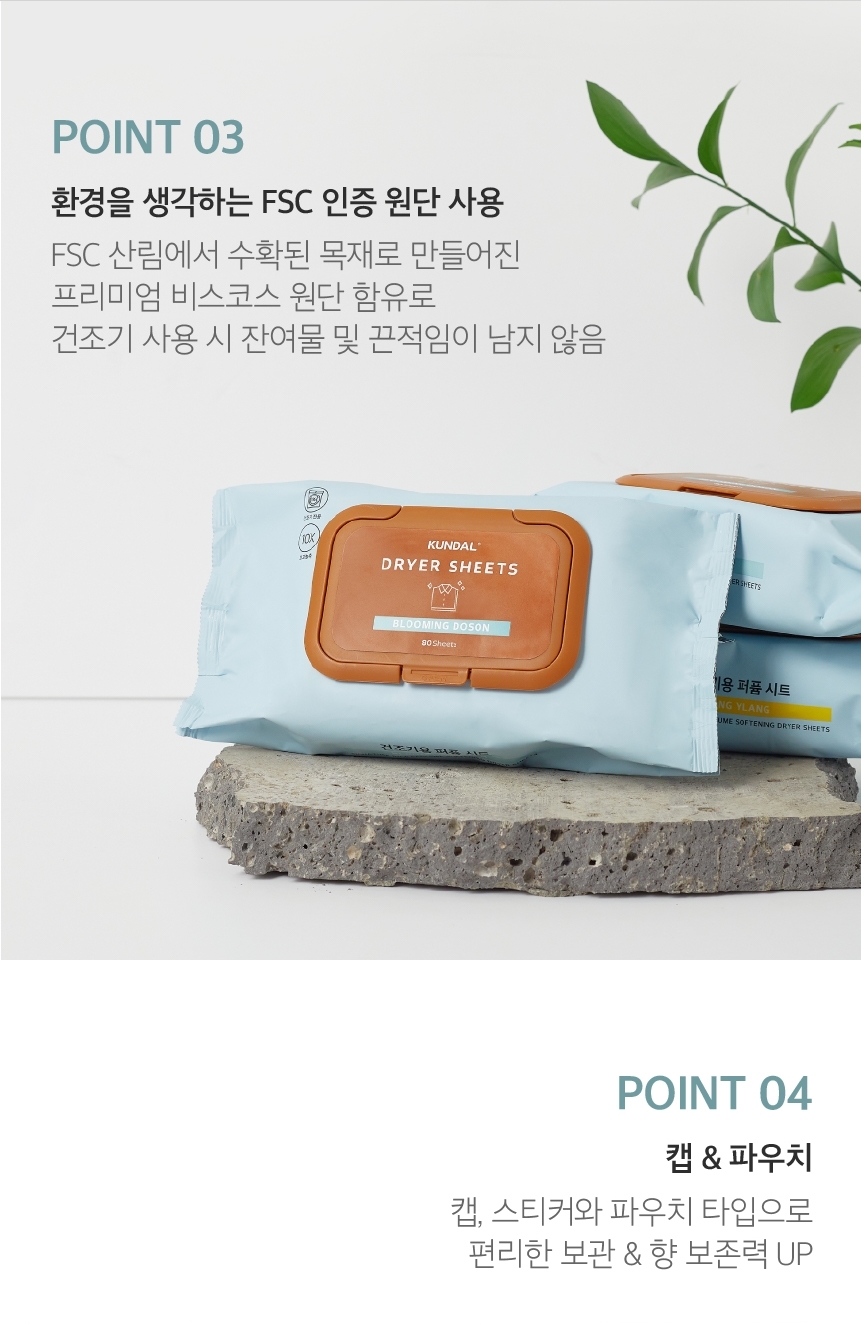 POINT 03
환경을 생각하는 FSC 인증 원단 사용
FSC 산림에서 수확된 목재로 만들어진
프리미엄 비스코스 원단 함유로
건조기 사용 시 잔여물 및 끈적임이 남지 않음
10X
KUNDAL
DRYER SHEETS
BLOOMING DOSON
80 Sheets
건조기용 퍼퓸 시트
ER SHEETS
용 퍼퓸 시트
NG YLANG
UME SOFTENING DRYER SHEETS
POINT 04
캡 & 파우치
캡, 스티커와 파우치 타입으로
편리한 보관 & 향 보존력 UP